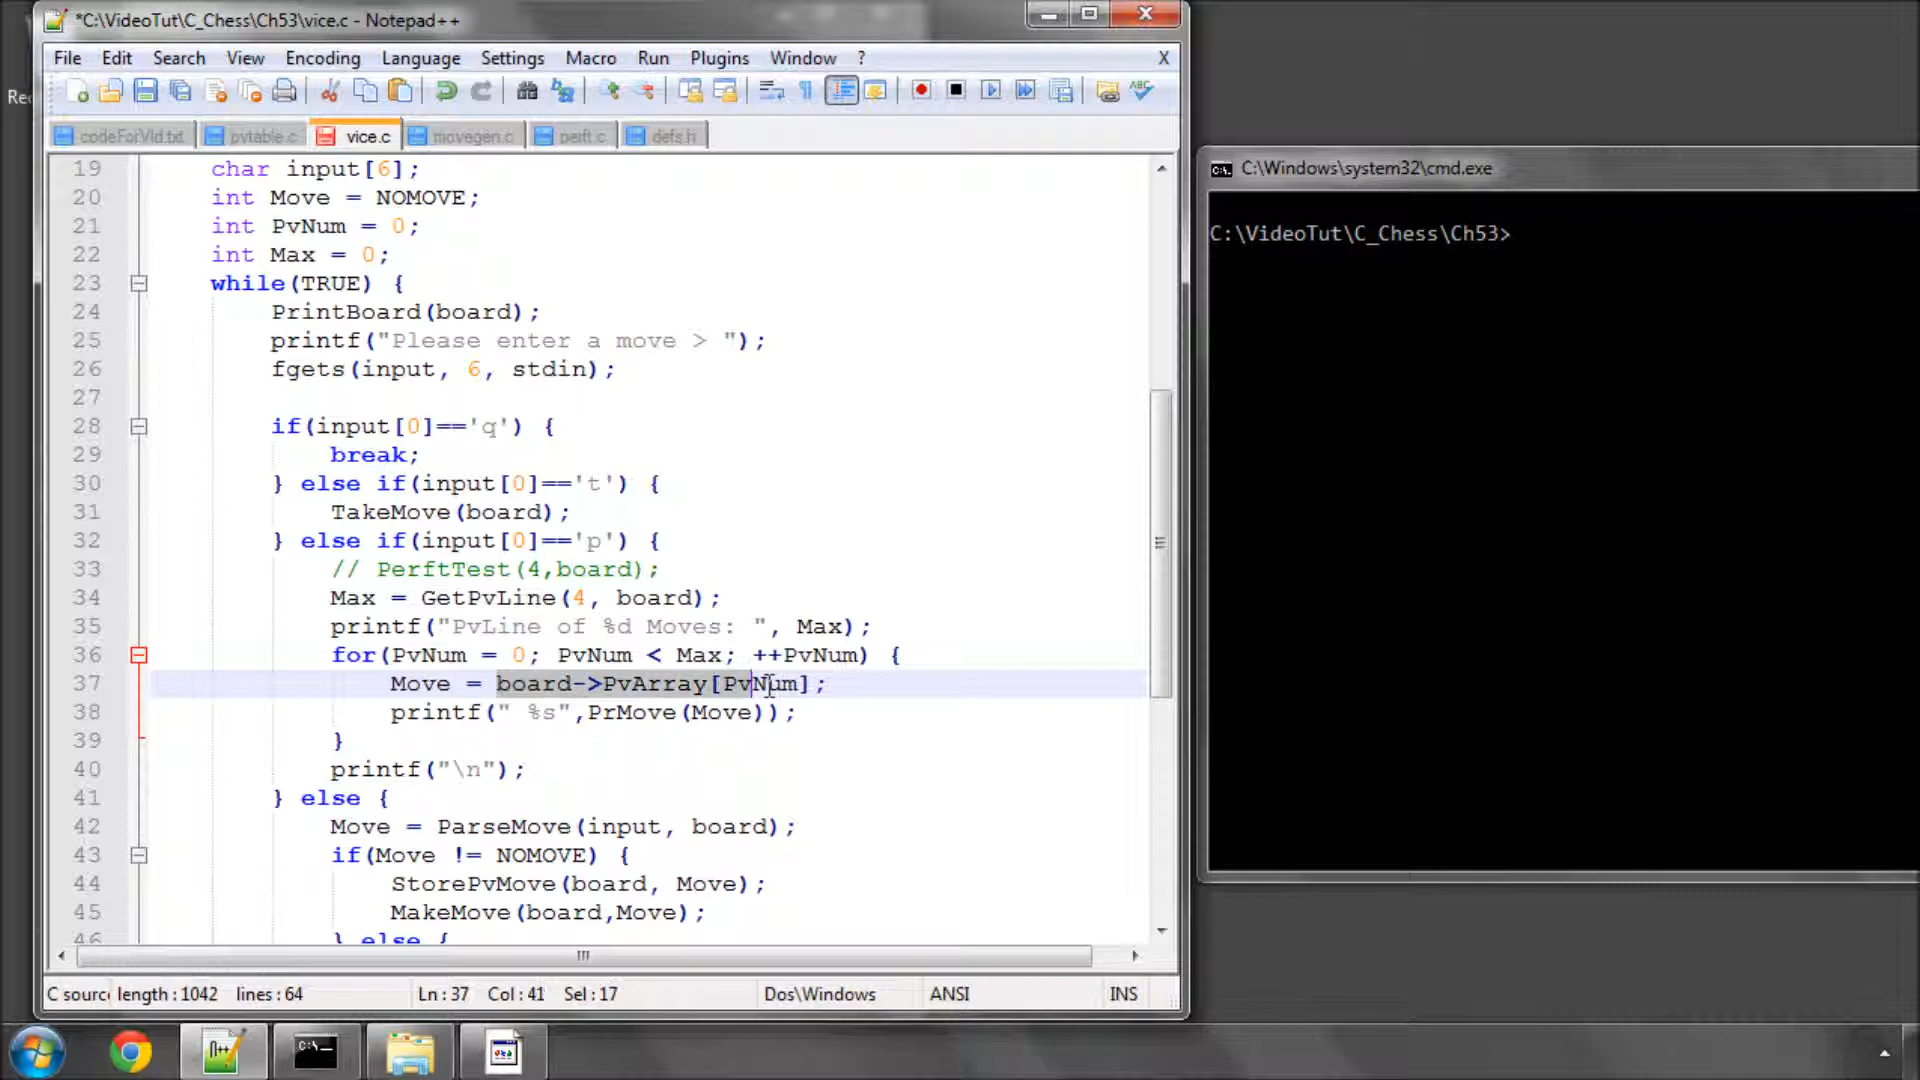 *C:\VideoTut\C_Chess\Ch53\vice.c - Notepad++
File Edit Search View Encoding Language Settings Macro Run Plugins Window ? X
Rec
codeForVid.txt pvtable.c vice.c movegen.c perft.c defs.h
19 char input[6];
20 int Move = NOMOVE;
21 int PvNum = 0;
22 int Max = 0;
23 while(TRUE) {
24 PrintBoard(board);
25 printf("Please enter a move > ");
26 fgets(input, 6, stdin);
27
28 if(input[0]=='q') {
29 break;
30 } else if(input[0]=='t') {
31 TakeMove(board);
32 } else if(input[0]=='p') {
33 // PerftTest(4,board);
34 Max = GetPvLine(4, board);
35 printf("PvLine of %d Moves: ", Max);
36 for(PvNum = 0; PvNum < Max; ++PvNum) {
37 Move = board->PvArray[PvNum];
38 printf(" %s",PrMove(Move));
39 }
40 printf("\n");
41 } else {
42 Move = ParseMove(input, board);
43 if(Move != NOMOVE) {
44 StorePvMove(board, Move);
45 MakeMove(board,Move);
46 } else {
C sourc length : 1042 lines : 64 Ln : 37 Col : 41 Sel : 17 Dos\Windows ANSI INS
C:\Windows\system32\cmd.exe
C:\VideoTut\C_Chess\Ch53>